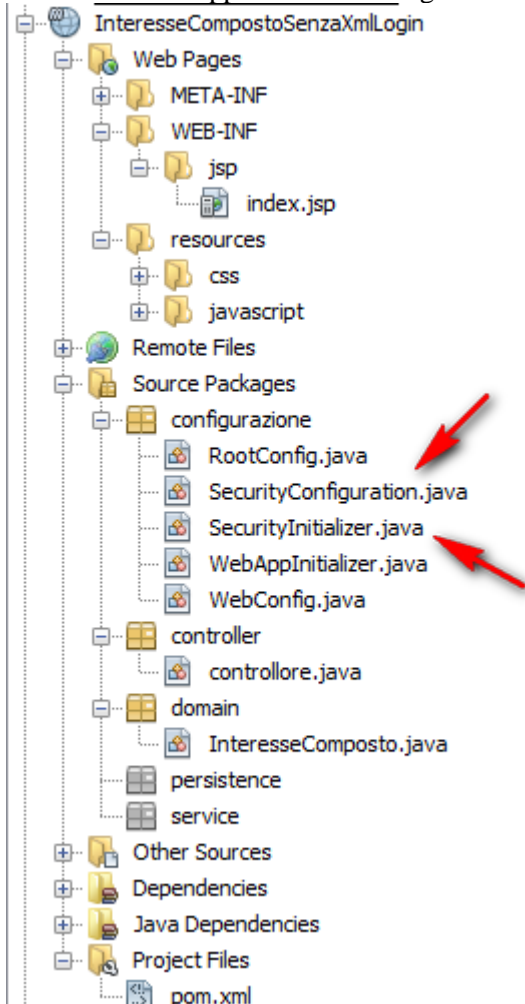 InteresseCompostoSenzaXmlLogin
Web Pages
META-INF
WEB-INF
jsp
index.jsp
resources
css
javascript
Remote Files
Source Packages
configurazione
RootConfig.java
SecurityConfiguration.java
SecurityInitializer.java
WebAppInitializer.java
WebConfig.java
controller
controllore.java
domain
InteresseComposto.java
persistence
service
Other Sources
Dependencies
Java Dependencies
Project Files
pom.xml